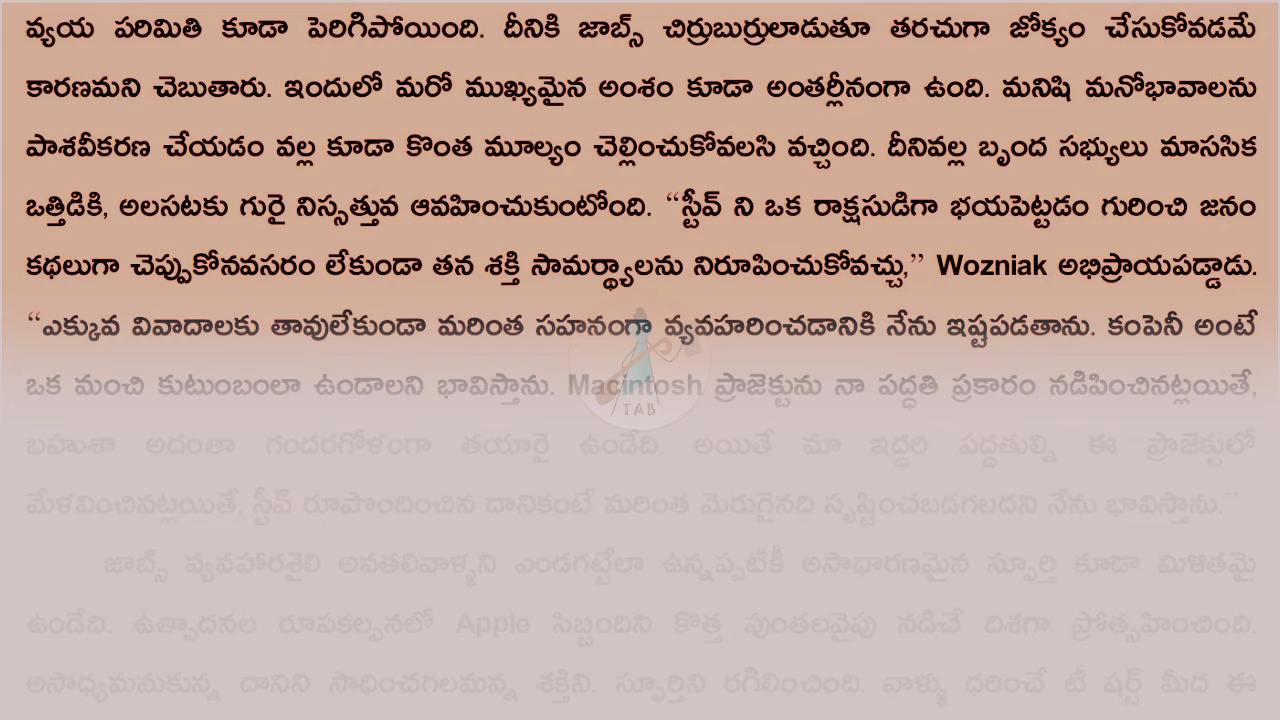 వ్యయ పరిమితి కూడా పెరిగిపోయింది. దీనికి జాబ్స్ చిర్రుబుర్రులాడుతూ తరచుగా జోక్యం చేసుకోవడమే
కారణమని చెబుతారు. ఇందులో మరో ముఖ్యమైన అంశం కూడా అంతర్లీనంగా ఉంది. మనిషి మనోభావాలను
పాశవీకరణ చేయడం వల్ల కూడా కొంత మూల్యం చెల్లించుకోవలసి వచ్చింది. దీనివల్ల బృంద సభ్యులు మాససిక
ఒత్తిడికి, అలసటకు గురై నిస్సత్తువ ఆవహించుకుంటోంది. “స్టీవ్ ని ఒక రాక్షసుడిగా భయపెట్టడం గురించి జనం
కథలుగా చెప్పుకోనవసరం లేకుండా తన శక్తి సామర్థ్యాలను నిరూపించుకోవచ్చు,” Wozniak అభిప్రాయపడ్డాడు.
“ఎక్కువ వివాదాలకు తావులేకుండా మరింత సహనంగా వ్యవహరించడానికి నేను ఇష్టపడతాను. కంపెనీ అంటే
ఒక మంచి కుటుంబంలా ఉండాలని భావిస్తాను. Macintosh ప్రాజెక్టును నా పద్ధతి ప్రకారం నడిపించినట్లయితే,
బహుశా అదంతా గందరగోళంగా తయారై ఉండేది. అయితే మా ఇద్దరి పద్ధతుల్ని ఈ ప్రాజెక్టులో
మేళవించినట్లయితే, స్టీవ్ రూపొందించిన దానికంటే మరింత మెరుగైనది సృష్టించబడగలదని నేను భావిస్తాను.”
జాబ్స్ వ్యవహారశైలి అవతలివాళ్ళని ఎండగట్టేలా ఉన్నప్పటికీ అసాధారణమైన స్ఫూర్తి కూడా మిళితమై
ఉండేది. ఉత్పాదనల రూపకల్పనలో Apple సిబ్బందిని కొత్త పుంతలవైపు నడిచే దిశగా ప్రోత్సహించింది.
అసాధ్యమనుకున్న దానిని సాధించగలమన్న శక్తిని, స్ఫూర్తిని రగిలించింది. వాళ్ళు ధరించే టీ షర్ట్ మీద ఈ
TAB